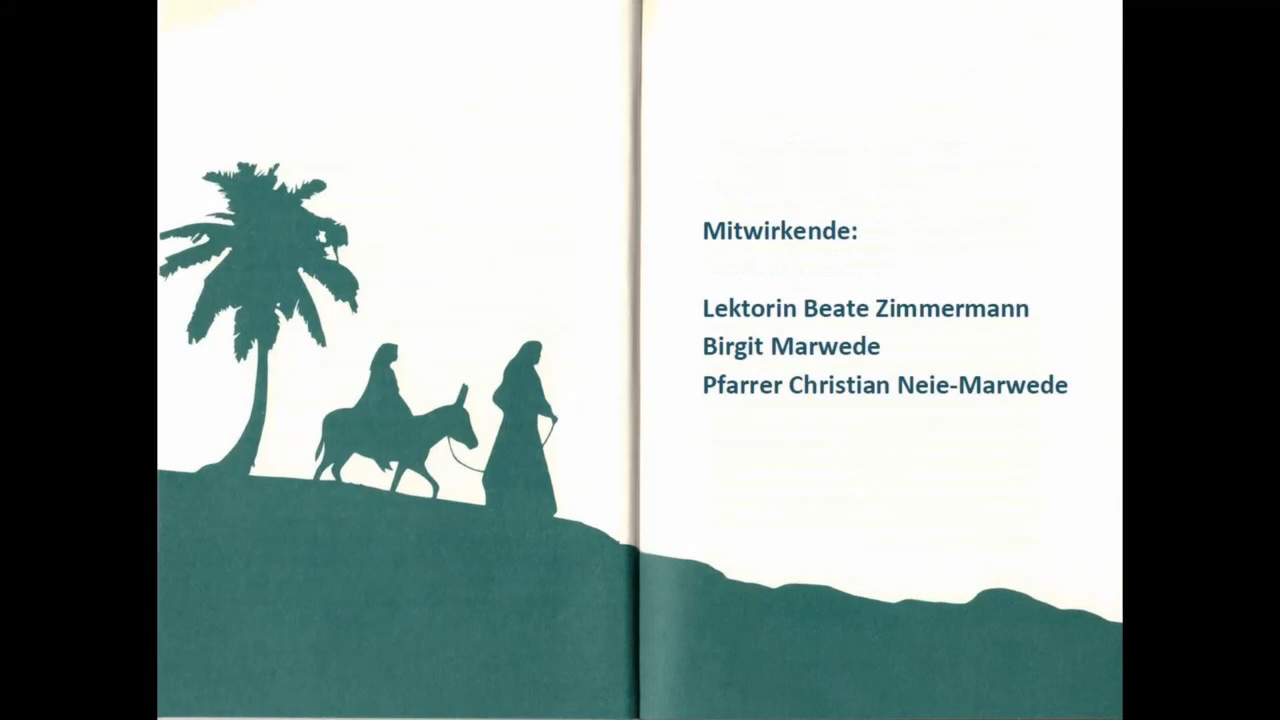 Mitwirkende:
Lektorin Beate Zimmermann
Birgit Marwede
Pfarrer Christian Neie-Marwede